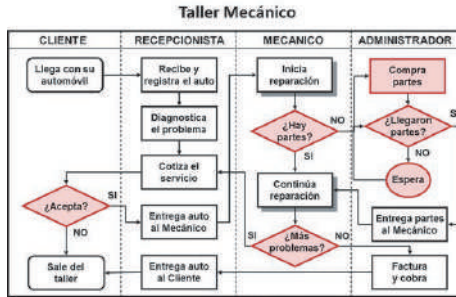 Taller Mecánico
CLIENTE
RECEPCIONISTA
MECANICO
ADMINISTRADOR
Llega con su
automóvil
Recibe y
registra el auto
Inicia
reparación
Compra
partes
Diagnostica
el problema
¿Hay
partes?
NO
¿Llegaron
partes?
S
SI
NO
Cotiza el
servicio
Espera
Continúa
reparación
¿Acepta?
SI
Entrega auto
al Mecánico
Entrega partes
al Mecánico
NO
SI
¿Más
problemas?
NO
Sale del
taller
Entrega auto
al Cliente
Factura
y cobra